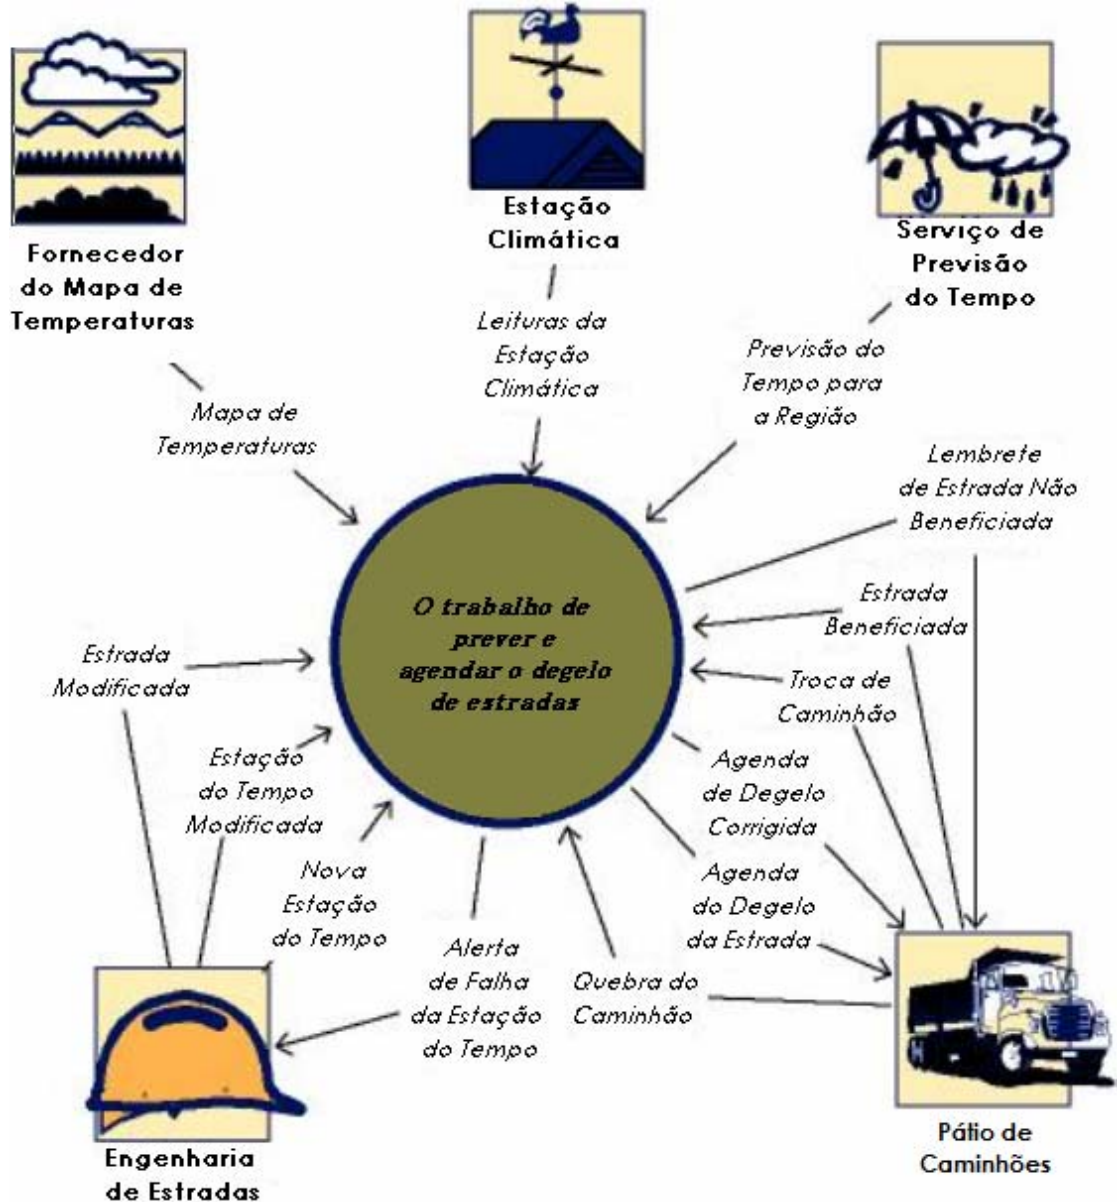 Fornecedor
do Mapa de
Temperaturas
Estação
Climática
Serviço de
Previsão
do Tempo
Mapa de
Temperaturas
Leituras da
Estação
Climática
Previsão do
Tempo para
a Região
Lembrete
de Estrada Não
Beneficiada
O trabalho de
prever e
agendar o degelo
de estradas
Estrada
Beneficiada
Troca de
Caminhão
Estrada
Modificada
Estação
do Tempo
Modificada
Nova
Estação
do Tempo
Agenda
de Degelo
Corrigida
Agenda
do Degelo
da Estrada
Alerta
de Falha
da Estação
do Tempo
Quebra do
Caminhão
Engenharia
de Estradas
Pátio de
Caminhões